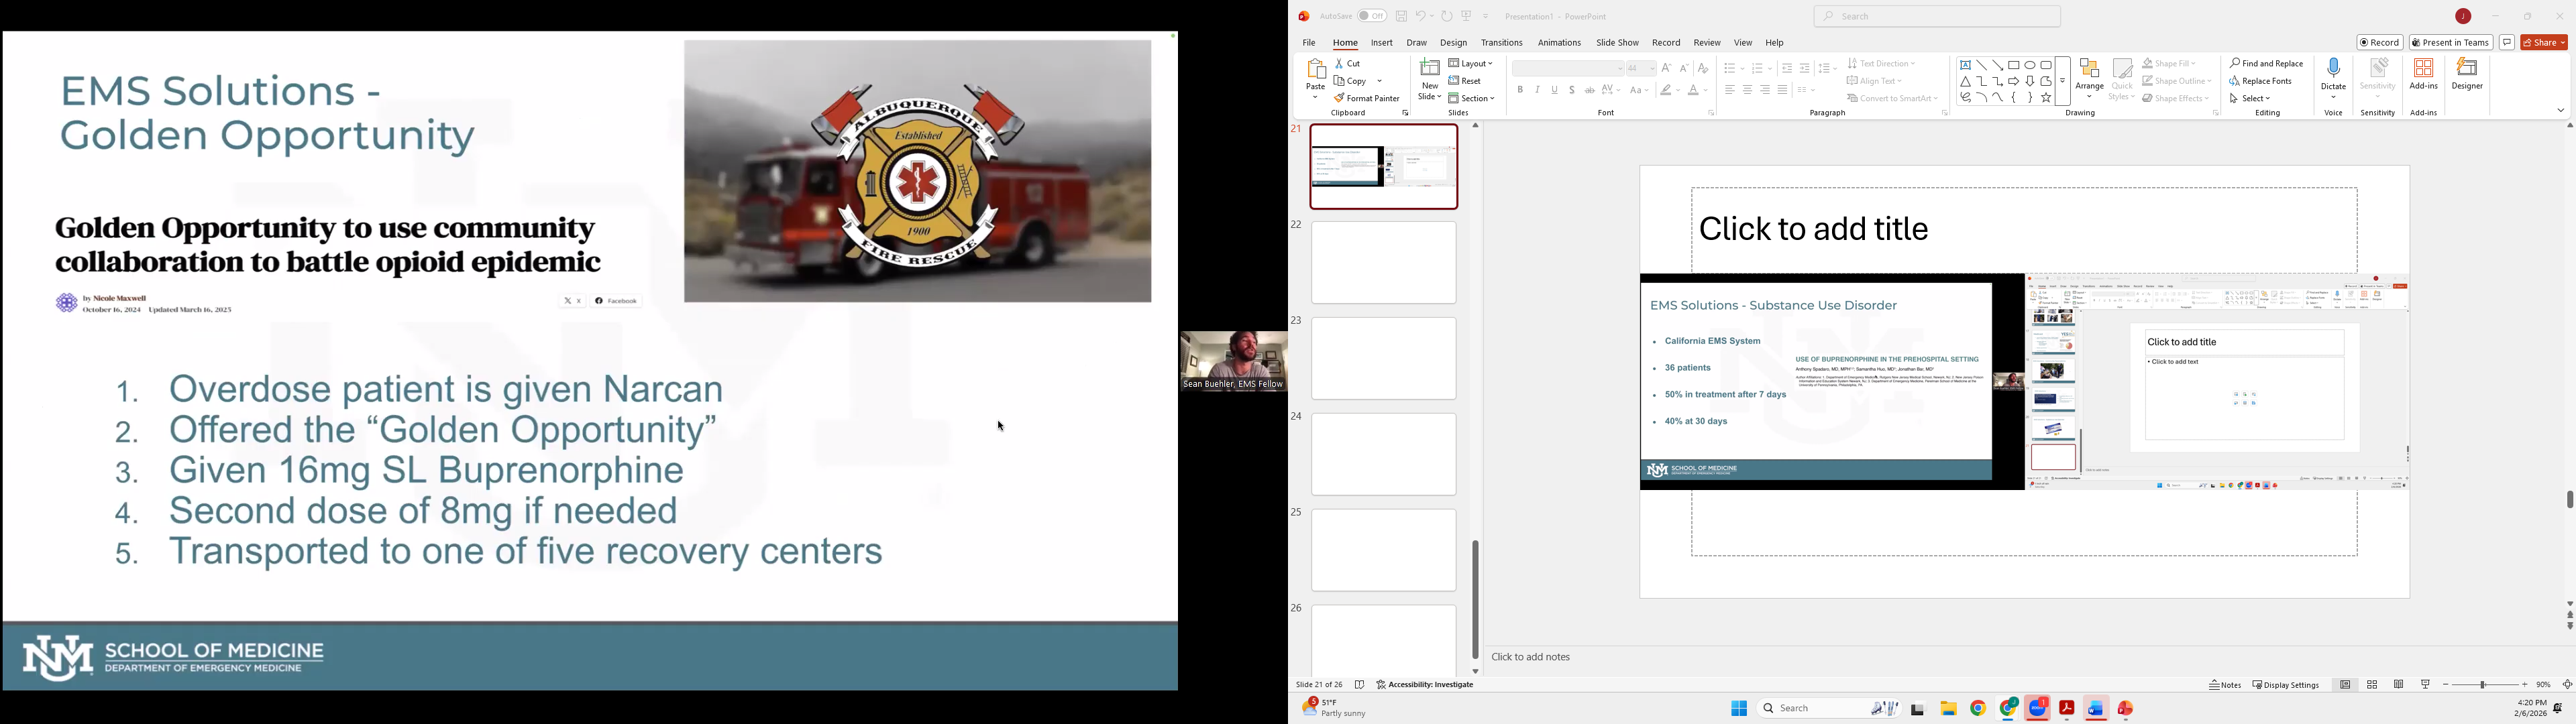 EMS Solutions -
Golden Opportunity
Golden Opportunity to use community
collaboration to battle opioid epidemic
by Nicole Maxwell
October 16, 2024 Updated March 16, 2025
X
Facebook
ALBUQUERQUE
Established
1900
FIRE RESCUE
1. Overdose patient is given Narcan
2. Offered the “Golden Opportunity”
3. Given 16mg SL Buprenorphine
4. Second dose of 8mg if needed
5. Transported to one of five recovery centers
NM SCHOOL OF MEDICINE
DEPARTMENT OF EMERGENCY MEDICINE
Sean Buehler, EMS Fellow
AutoSave Off Presentation1 - PowerPoint Search J
File Home Insert Draw Design Transitions Animations Slide Show Record Review View Help Record Present in Teams Share
Paste Cut Copy Format Painter Clipboard
New Slide Layout Reset Section Slides
44 B I U S ab AV Aa A Font
Text Direction Align Text Convert to SmartArt Paragraph
Arrange Quick Styles Shape Fill Shape Outline Shape Effects Drawing
Find and Replace Replace Fonts Select Editing
Dictate Voice
Sensitivity Sensitivity
Add-ins Add-ins
Designer
21
22
23
24
25
26
Click to add title
EMS Solutions - Substance Use Disorder
• California EMS System
• 36 patients
• 50% in treatment after 7 days
• 40% at 30 days
USE OF BUPRENORPHINE IN THE PREHOSPITAL SETTING
NM SCHOOL OF MEDICINE
Click to add title
• Click to add text
Click to add notes
Slide 21 of 26 Accessibility: Investigate Notes Display Settings 90%
5 51°F
Partly sunny
Search
4:20 PM
2/6/2026